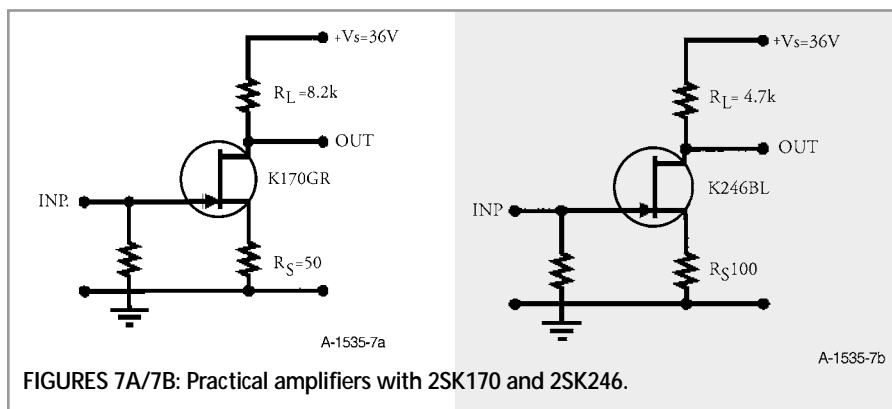 +Vs=36V
RL=8.2k
OUT
K170GR
INP.
RS=50
A-1535-7a
+Vs=36V
RL= 4.7k
OUT
K246BL
INP
RS100
A-1535-7b
FIGURES 7A/7B: Practical amplifiers with 2SK170 and 2SK246.